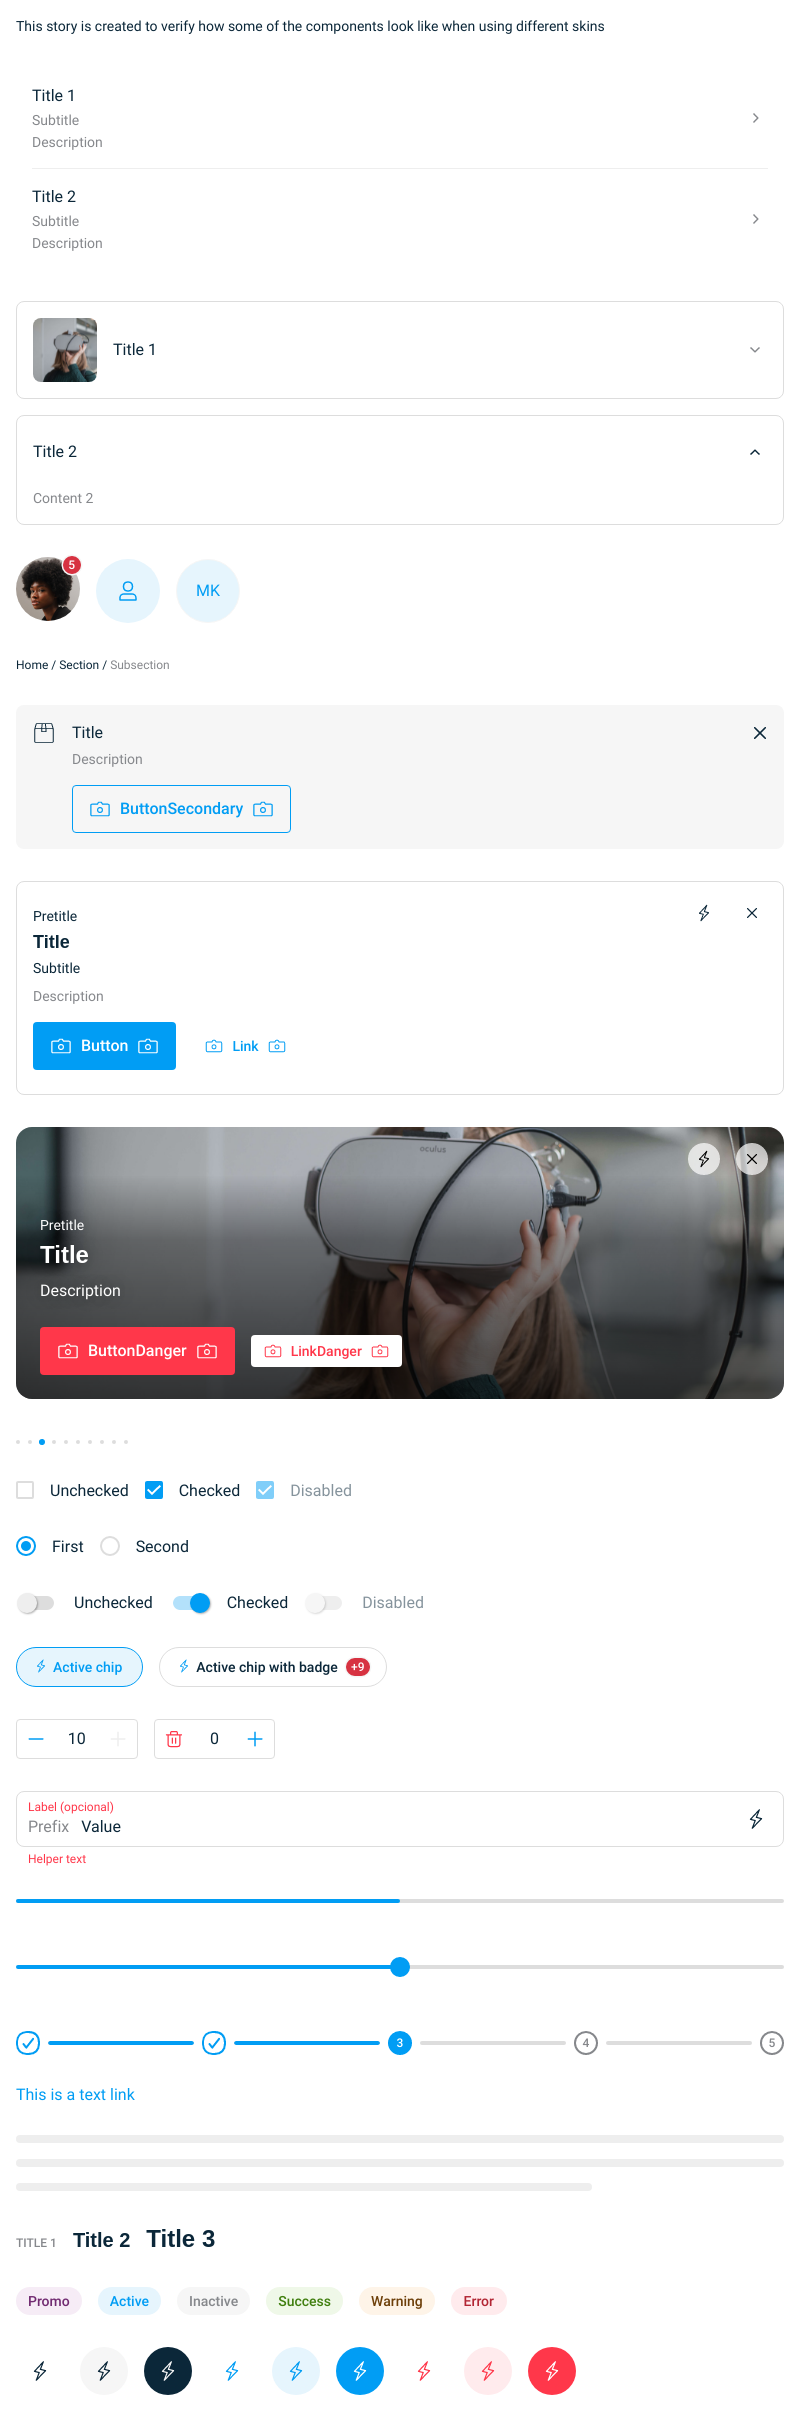 This story is created to verify how some of the components look like when using different skins
Title 1
Subtitle
Description
Title 2
Subtitle
Description
Title 1
Title 2
Content 2
5
MK
Home / Section / Subsection
Title
Description
ButtonSecondary
Pretitle
Title
Subtitle
Description
Button Link
oculus
Pretitle
Title
Description
ButtonDanger LinkDanger
Unchecked Checked Disabled
First Second
Unchecked Checked Disabled
Active chip Active chip with badge +9
10 0
Label (opcional)
Prefix Value
Helper text
3 4 5
This is a text link
TITLE 1 Title 2 Title 3
Promo Active Inactive Success Warning Error